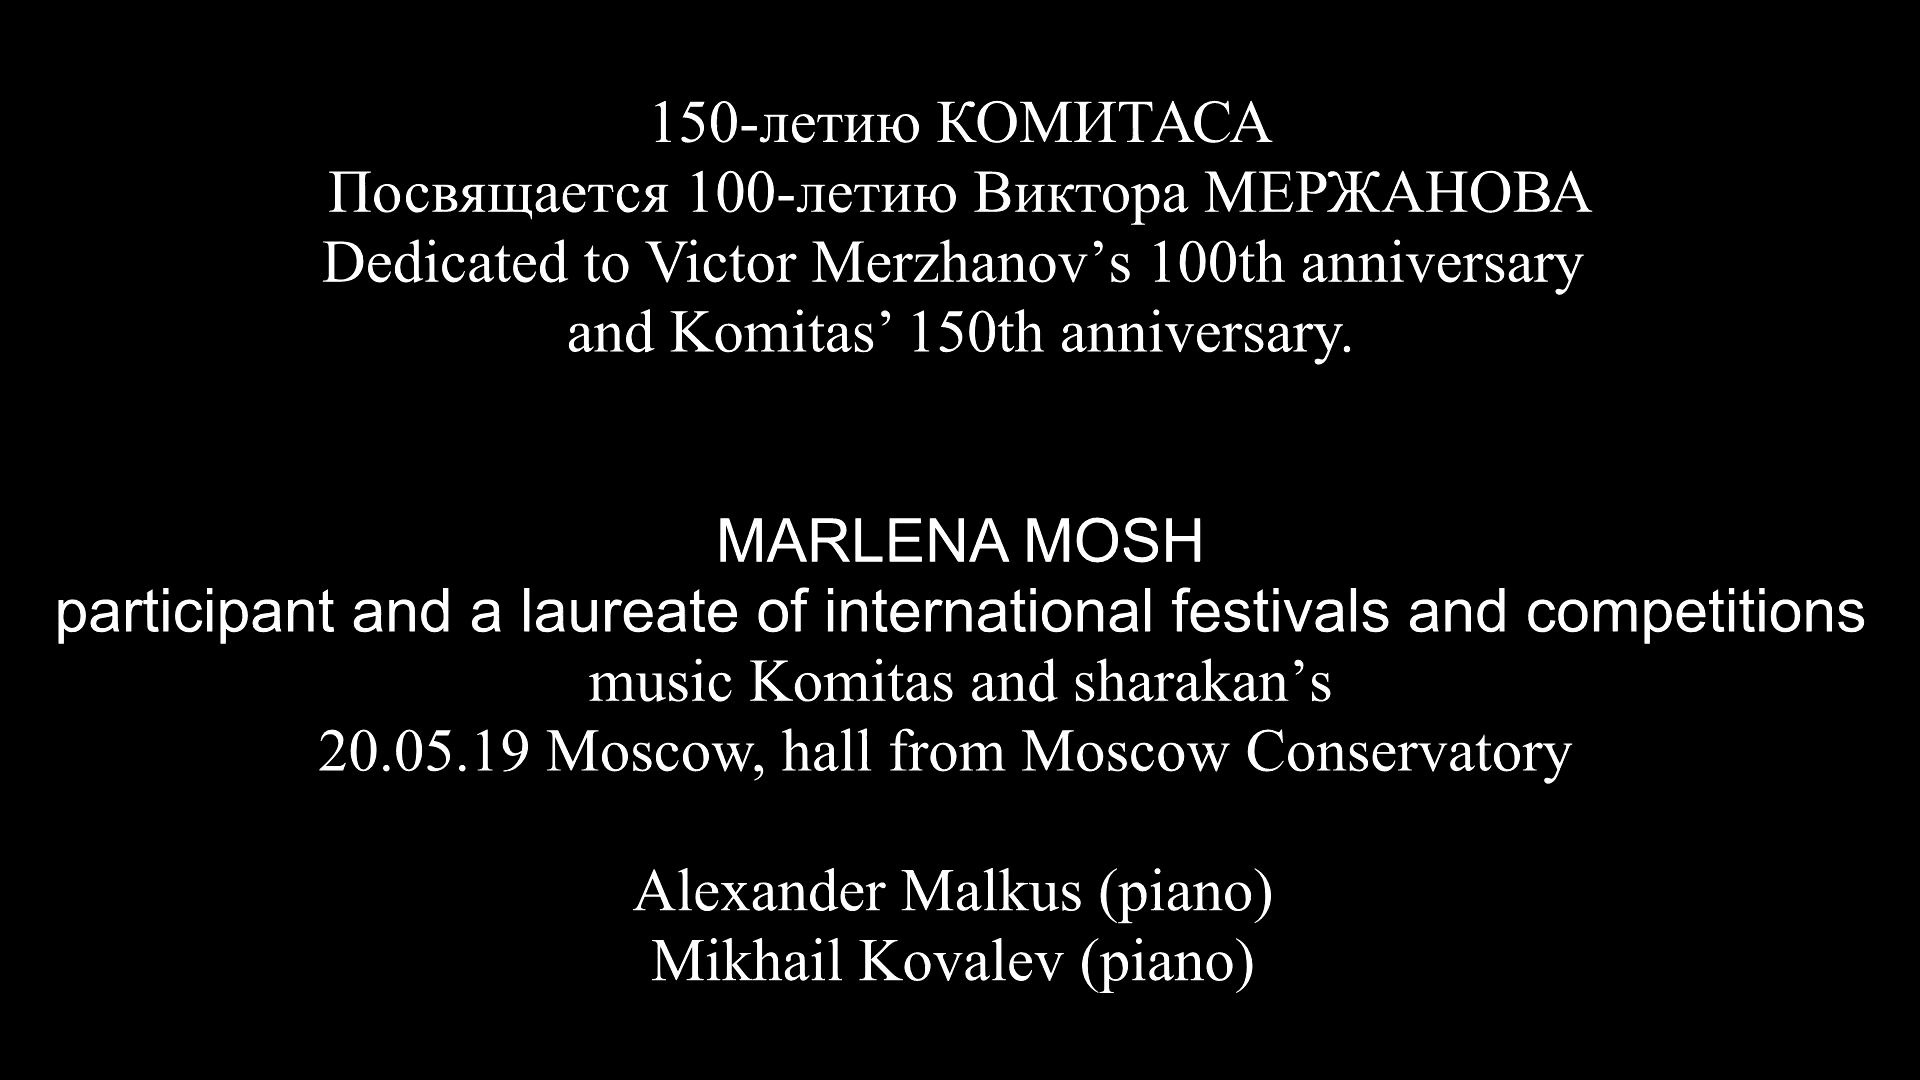 150-летию КОМИТАСА
Посвящается 100-летию Виктора МЕРЖАНОВА
Dedicated to Victor Merzhanov’s 100th anniversary
and Komitas’ 150th anniversary.
MARLENA MOSH
participant and a laureate of international festivals and competitions
music Komitas and sharakan’s
20.05.19 Moscow, hall from Moscow Conservatory
Alexander Malkus (piano)
Mikhail Kovalev (piano)